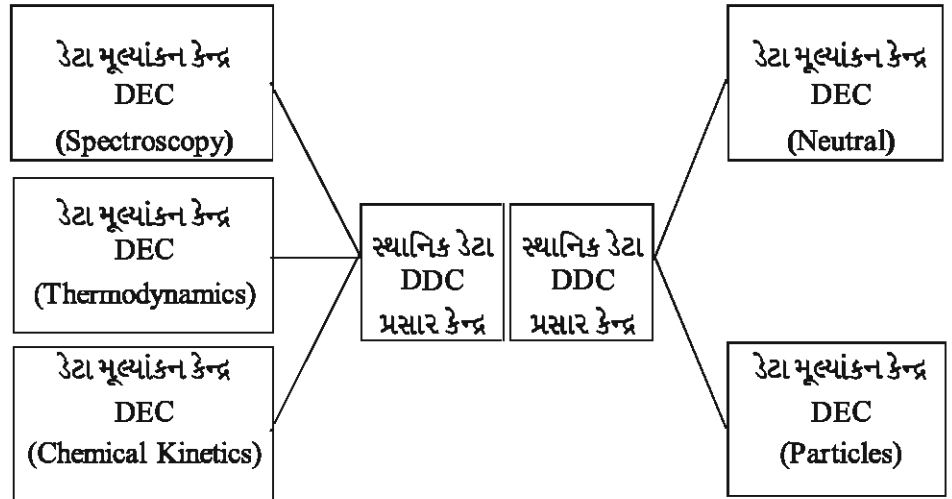 ડેટા મૂલ્યાંકન કેન્દ્ર
DEC
(Spectroscopy)
ડેટા મૂલ્યાંકન કેન્દ્ર
DEC
(Thermodynamics)
ડેટા મૂલ્યાંકન કેન્દ્ર
DEC
(Chemical Kinetics)
સ્થાનિક ડેટા
DDC
પ્રસાર કેન્દ્ર
સ્થાનિક ડેટા
DDC
પ્રસાર કેન્દ્ર
ડેટા મૂલ્યાંકન કેન્દ્ર
DEC
(Neutral)
ડેટા મૂલ્યાંકન કેન્દ્ર
DEC
(Particles)